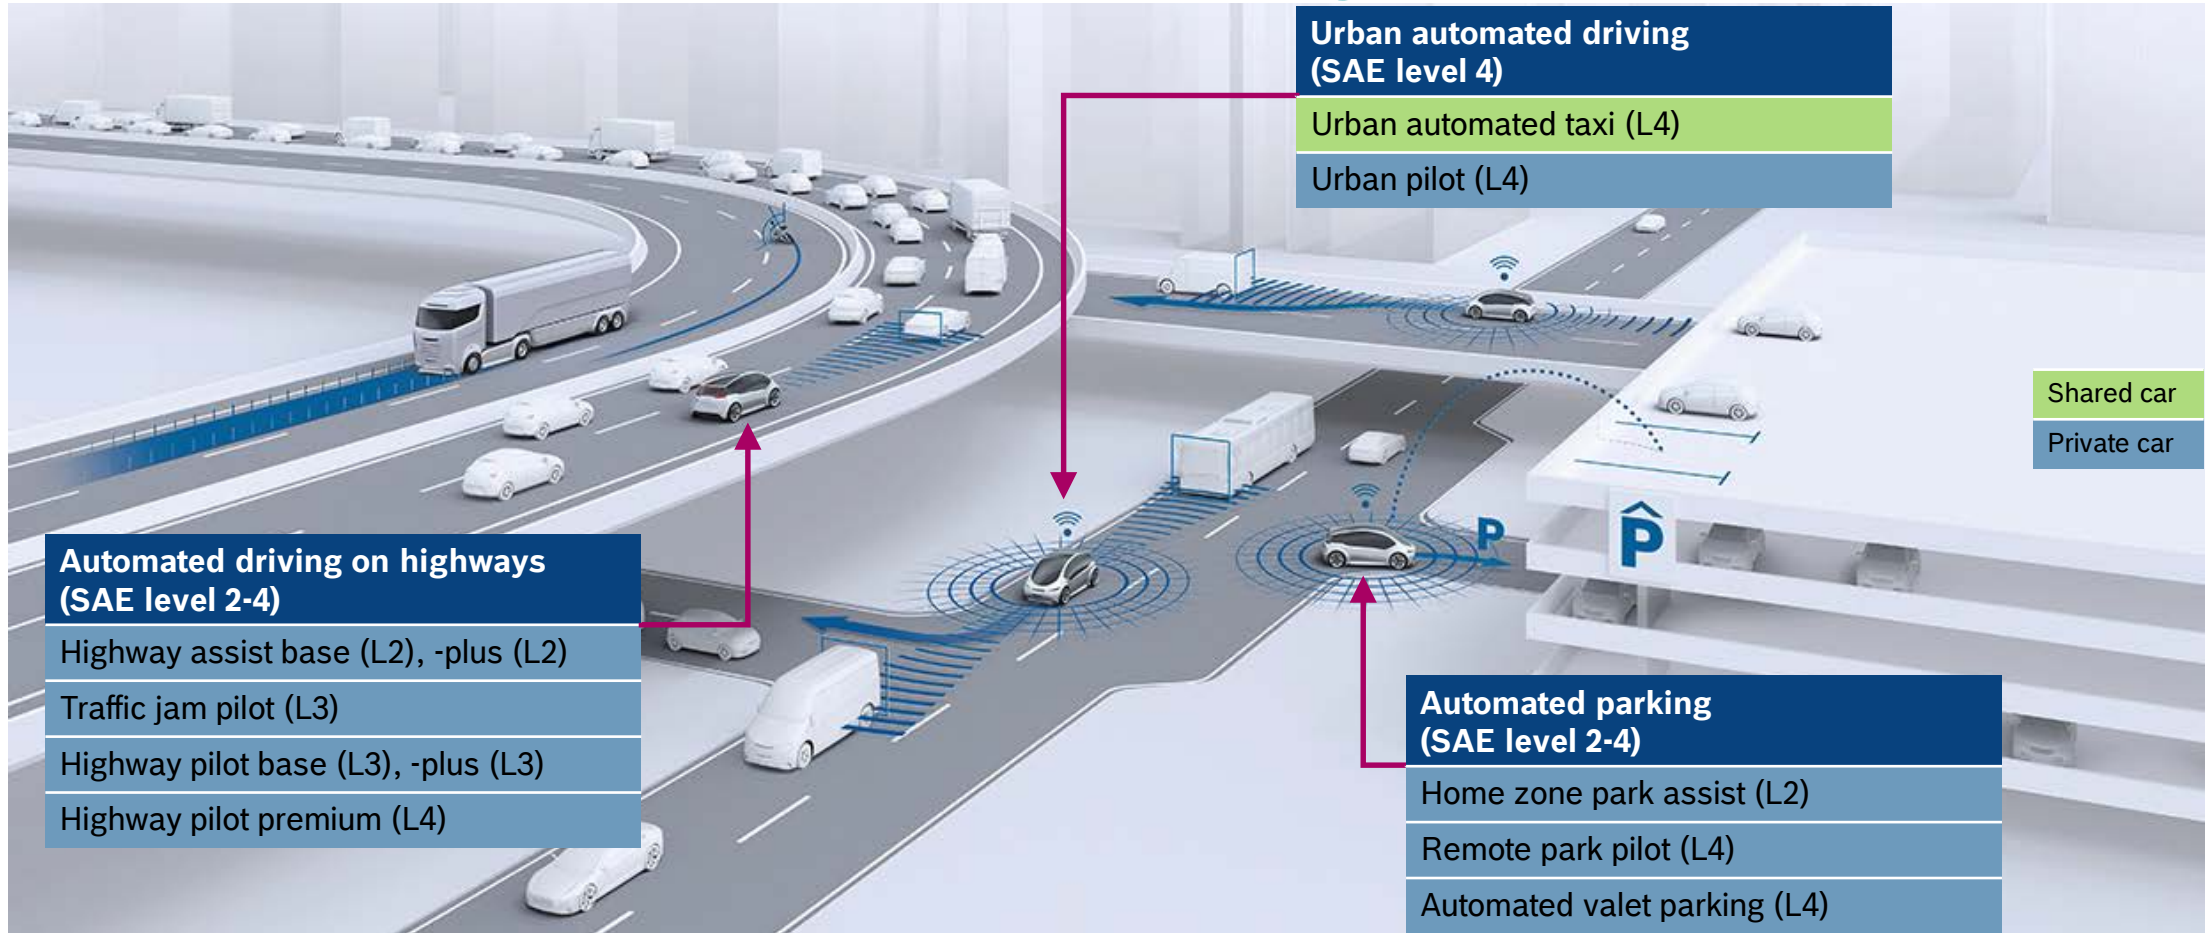 Urban automated driving
(SAE level 4)
Urban automated taxi (L4)
Urban pilot (L4)
Shared car
Private car
P
P
Automated driving on highways
(SAE level 2-4)
Highway assist base (L2), -plus (L2)
Traffic jam pilot (L3)
Highway pilot base (L3), -plus (L3)
Highway pilot premium (L4)
Automated parking
(SAE level 2-4)
Home zone park assist (L2)
Remote park pilot (L4)
Automated valet parking (L4)